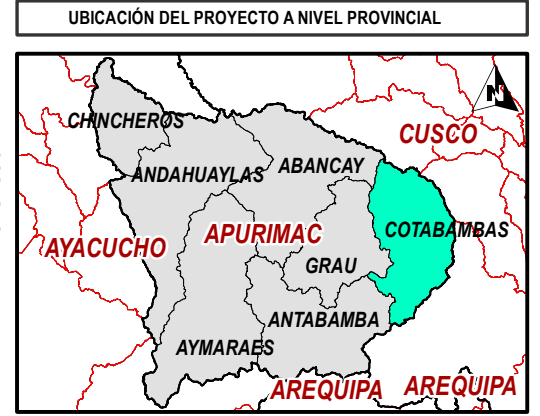 UBICACIÓN DEL PROYECTO A NIVEL PROVINCIAL
N
CHINCHEROS
CUSCO
ANDAHUAYLAS
ABANCAY
COTABAMBAS
AYACUCHO
APURIMAC
GRAU
ANTABAMBA
AYMARAES
AREQUIPA
AREQUIPA